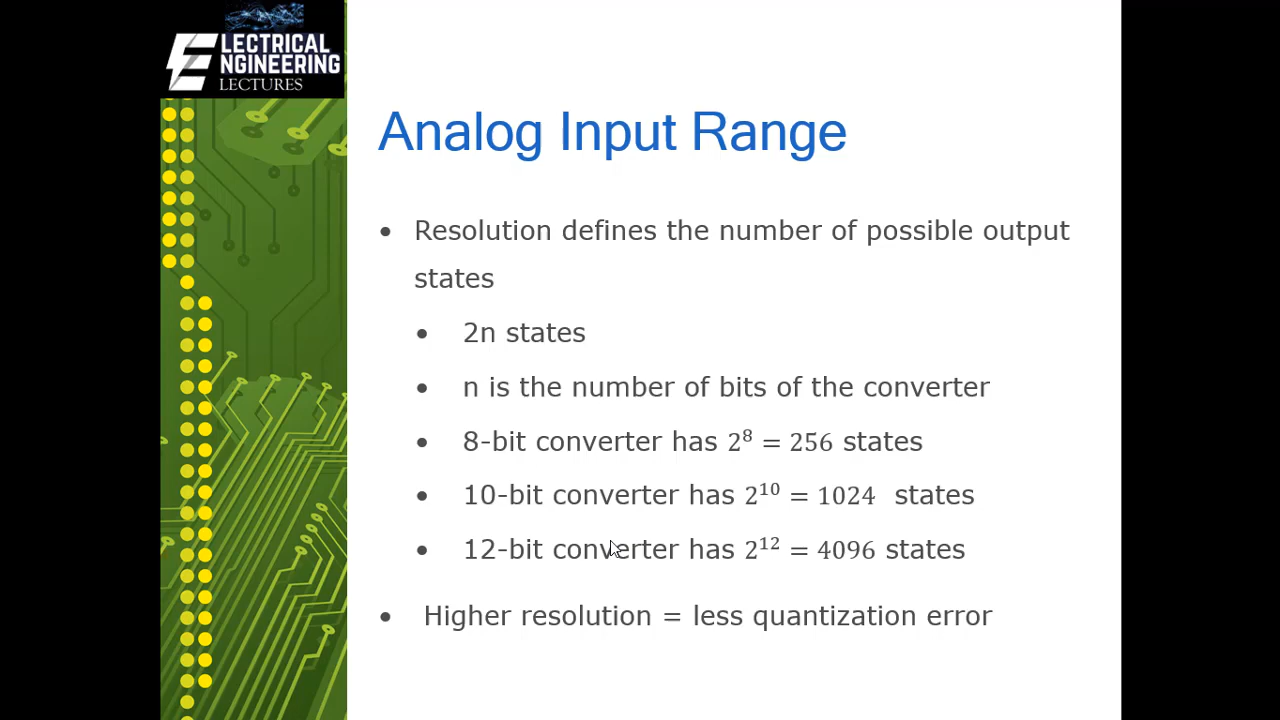 ELECTRICAL
ENGINEERING
LECTURES
Analog Input Range
• Resolution defines the number of possible output
states
• 2n states
• n is the number of bits of the converter
• 8-bit converter has 2⁸ = 256 states
• 10-bit converter has 2¹⁰ = 1024 states
• 12-bit converter has 2¹² = 4096 states
• Higher resolution = less quantization error